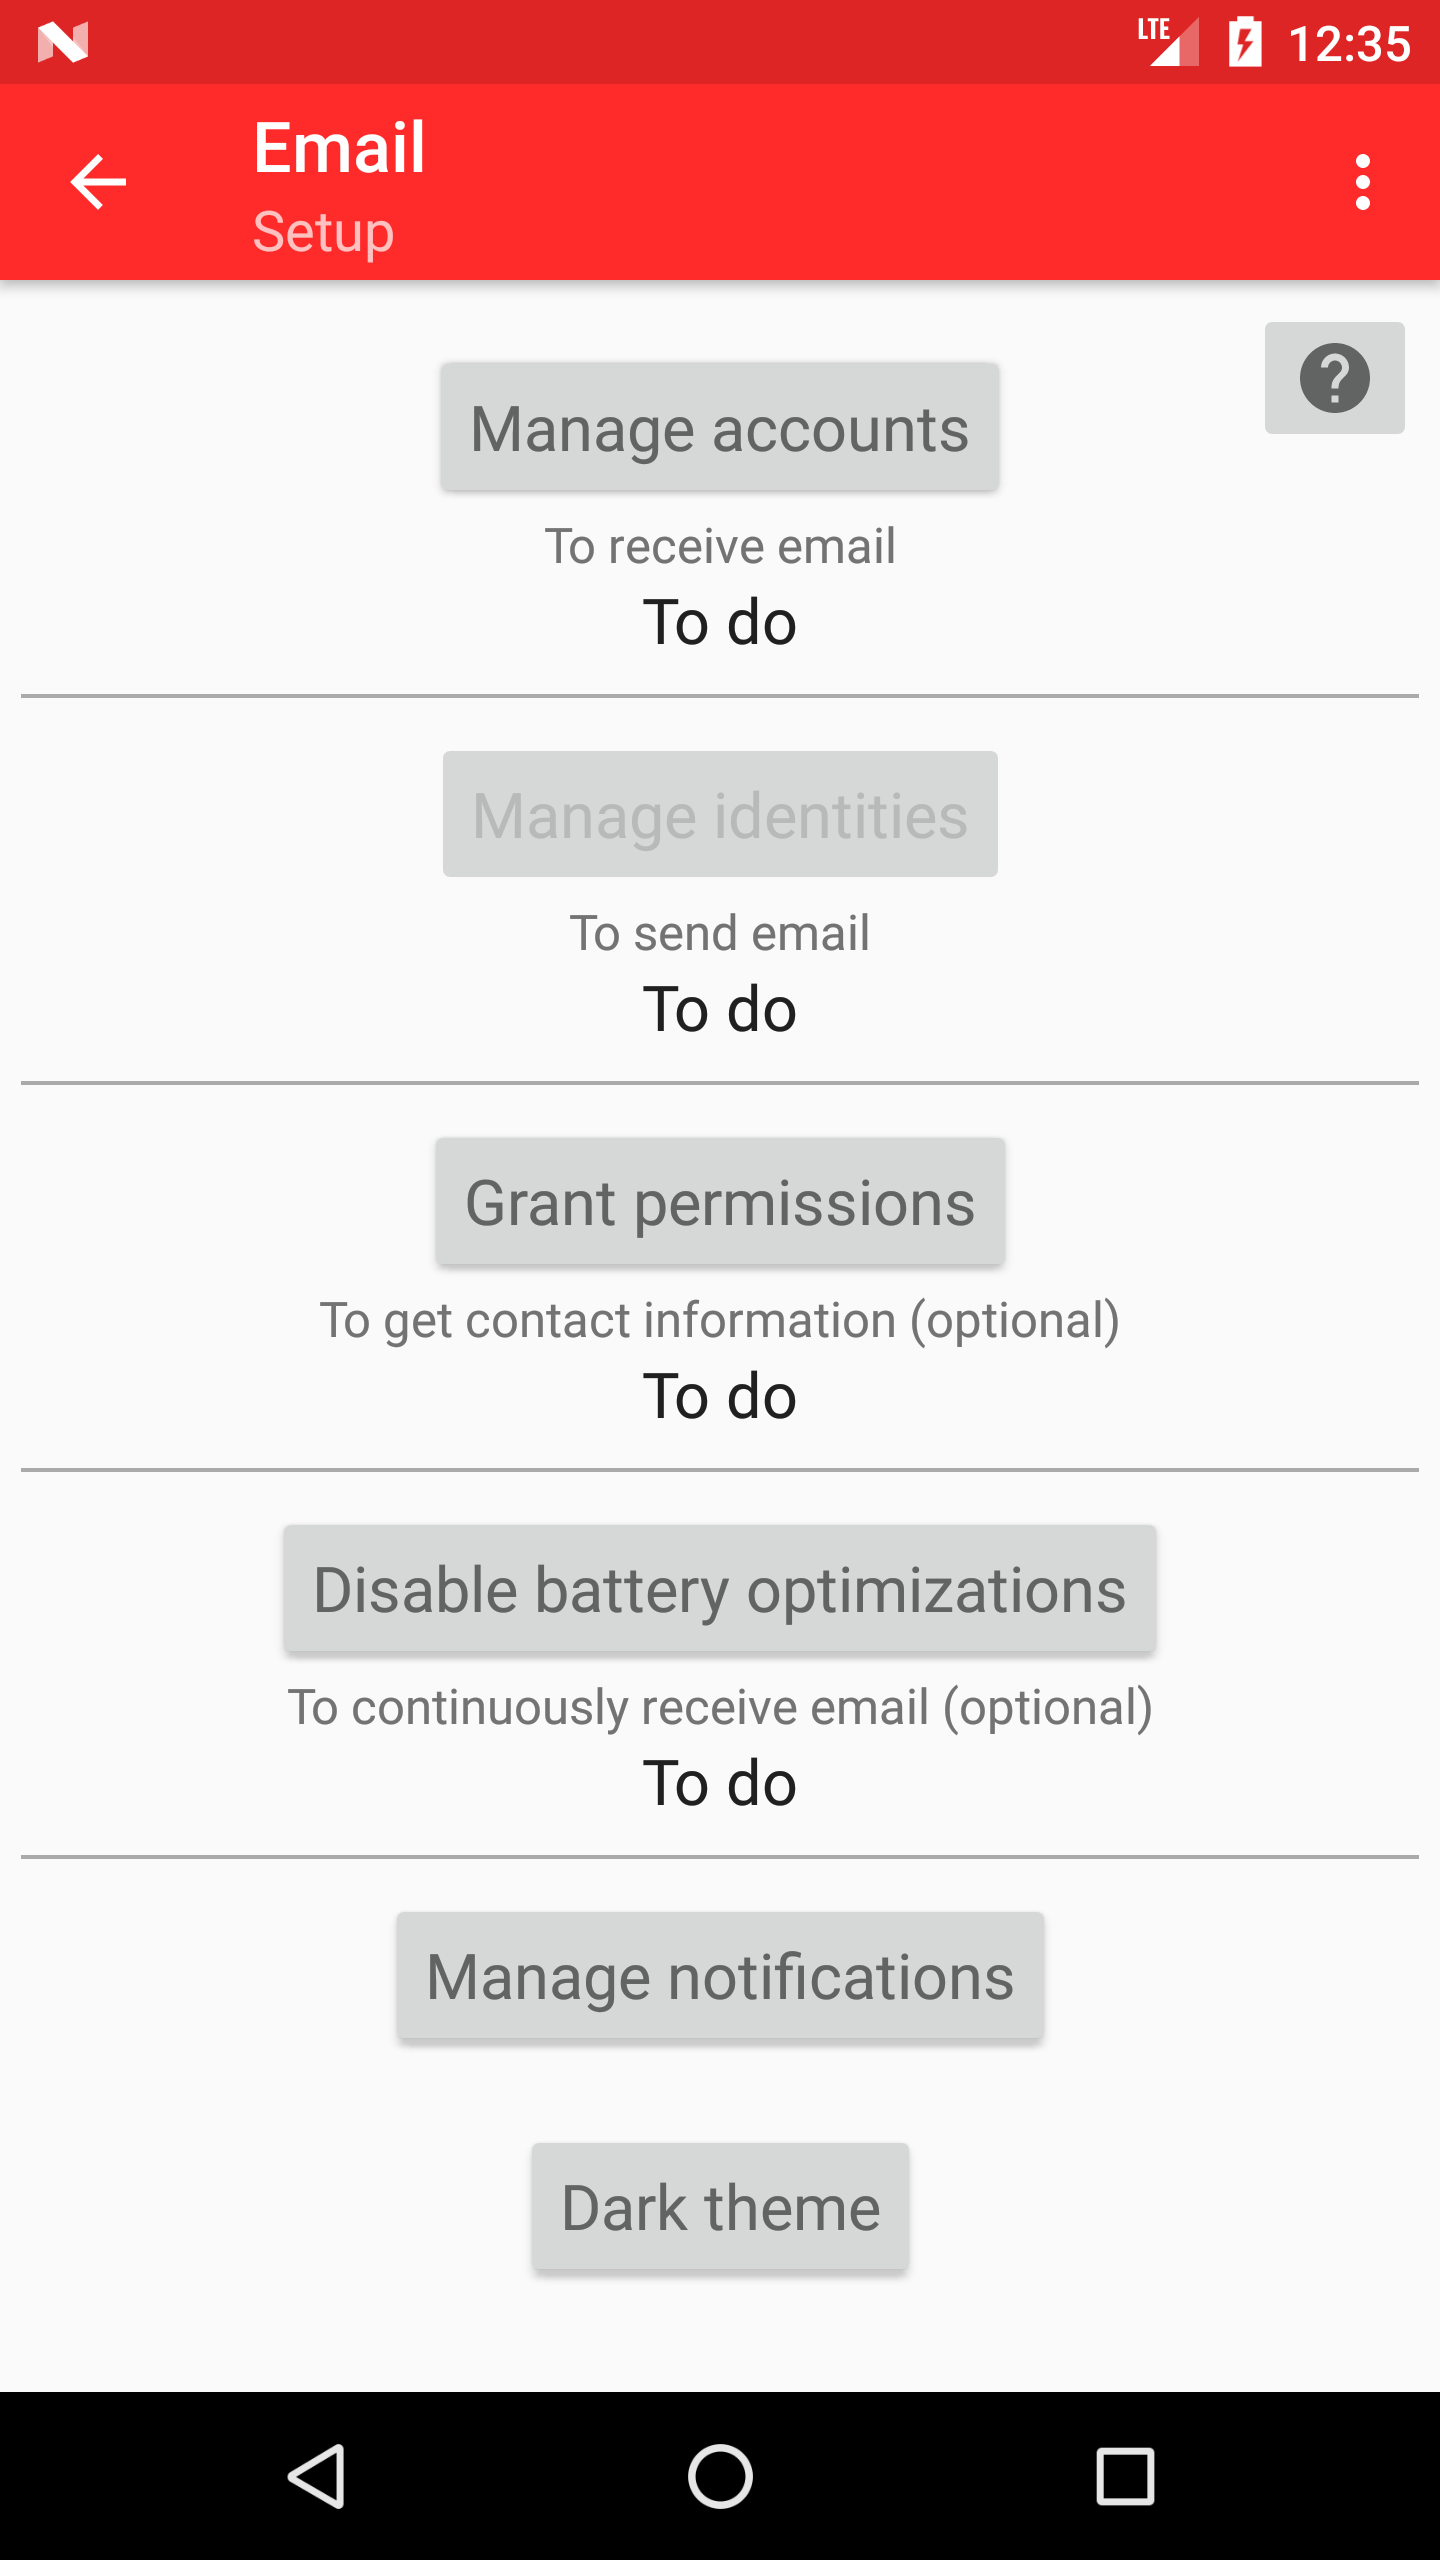 LTE 12:35
Email
Setup
Manage accounts
To receive email
To do
Manage identities
To send email
To do
Grant permissions
To get contact information (optional)
To do
Disable battery optimizations
To continuously receive email (optional)
To do
Manage notifications
Dark theme